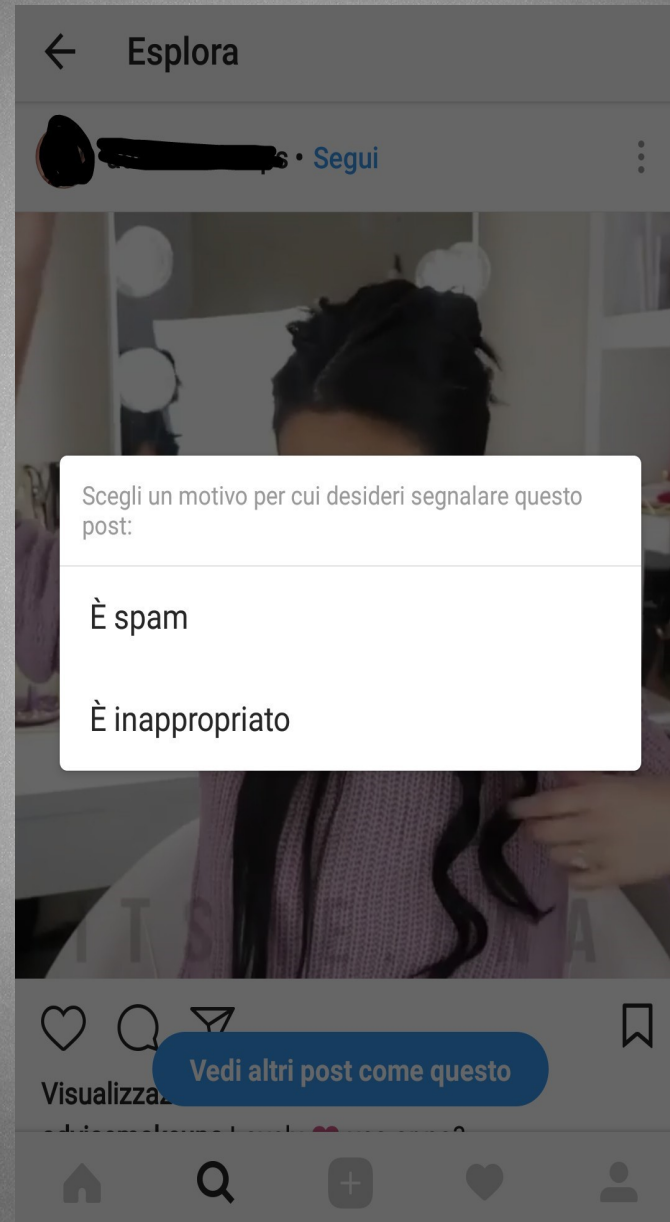 Esplora
s • Segui
Scegli un motivo per cui desideri segnalare questo
post:
È spam
È inappropriato
Vedi altri post come questo